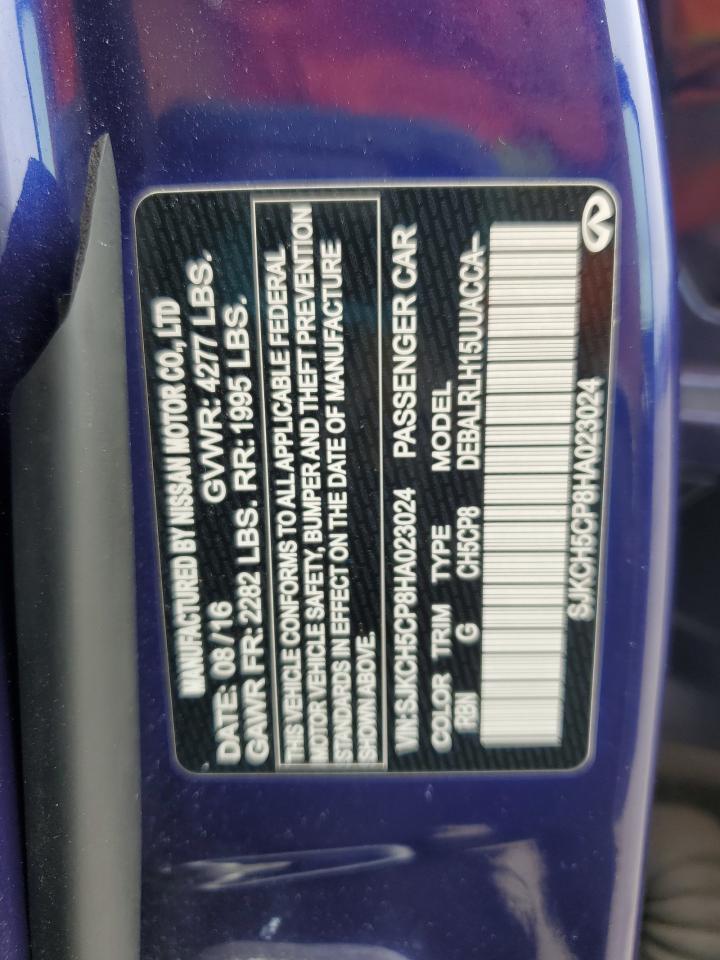 MANUFACTURED BY NISSAN MOTOR CO., LTD
DATE: 08 / 16 GVWR: 4277 LBS.
GAWR FR: 2282 LBS. RR: 1995 LBS.
THIS VEHICLE CONFORMS TO ALL APPLICABLE FEDERAL
MOTOR VEHICLE SAFETY, BUMPER AND THEFT PREVENTION
STANDARDS IN EFFECT ON THE DATE OF MANUFACTURE
SHOWN ABOVE.
VIN: SJKCH5CP8HA023024 PASSENGER CAR
COLOR TRIM TYPE MODEL
RBN G CH5CP8 DEBALRLH15UUACCA-
SJKCH5CP8HA023024